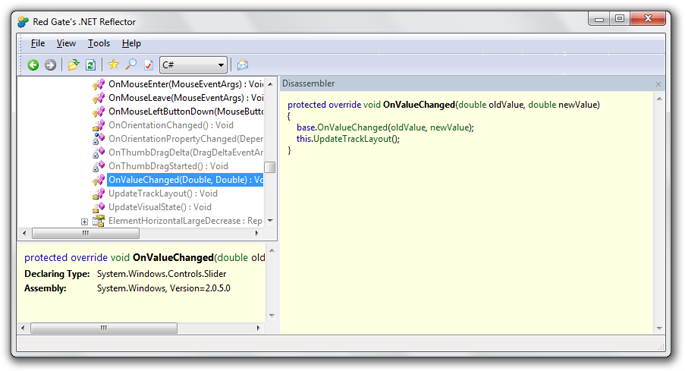 Red Gate's .NET Reflector
File View Tools Help
C#
OnMouseEnter(MouseEventArgs) : Void
OnMouseLeave(MouseEventArgs) : Void
OnMouseLeftButtonDown(MouseButto
OnOrientationChanged() : Void
OnOrientationPropertyChanged(Depen
OnThumbDragDelta(DragDeltaEventAr
OnThumbDragStarted() : Void
OnValueChanged(Double, Double) : Vo
UpdateTrackLayout() : Void
UpdateVisualState() : Void
ElementHorizontalLargeDecrease : Rep
protected override void OnValueChanged(double old
Declaring Type: System.Windows.Controls.Slider
Assembly: System.Windows, Version=2.0.5.0
Disassembler
protected override void OnValueChanged(double oldValue, double newValue)
{
base.OnValueChanged(oldValue, newValue);
this.UpdateTrackLayout();
}